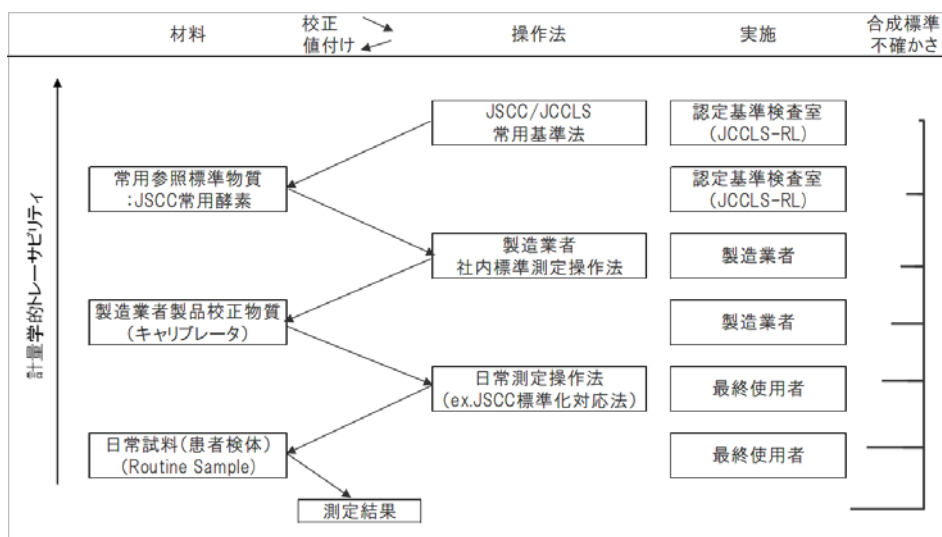 材料
校正
値付け
操作法
実施
合成標準
不確かさ
計量学的トレーサビリティ
JSCC/JCCLS
常用基準法
認定基準検査室
(JCCLS-RL)
常用参照標準物質
:JSCC常用酵素
認定基準検査室
(JCCLS-RL)
製造業者
社内標準測定操作法
製造業者
製造業者製品校正物質
(キャリブレータ)
製造業者
日常測定操作法
(ex.JSCC標準化対応法)
最終使用者
日常試料(患者検体)
(Routine Sample)
最終使用者
測定結果